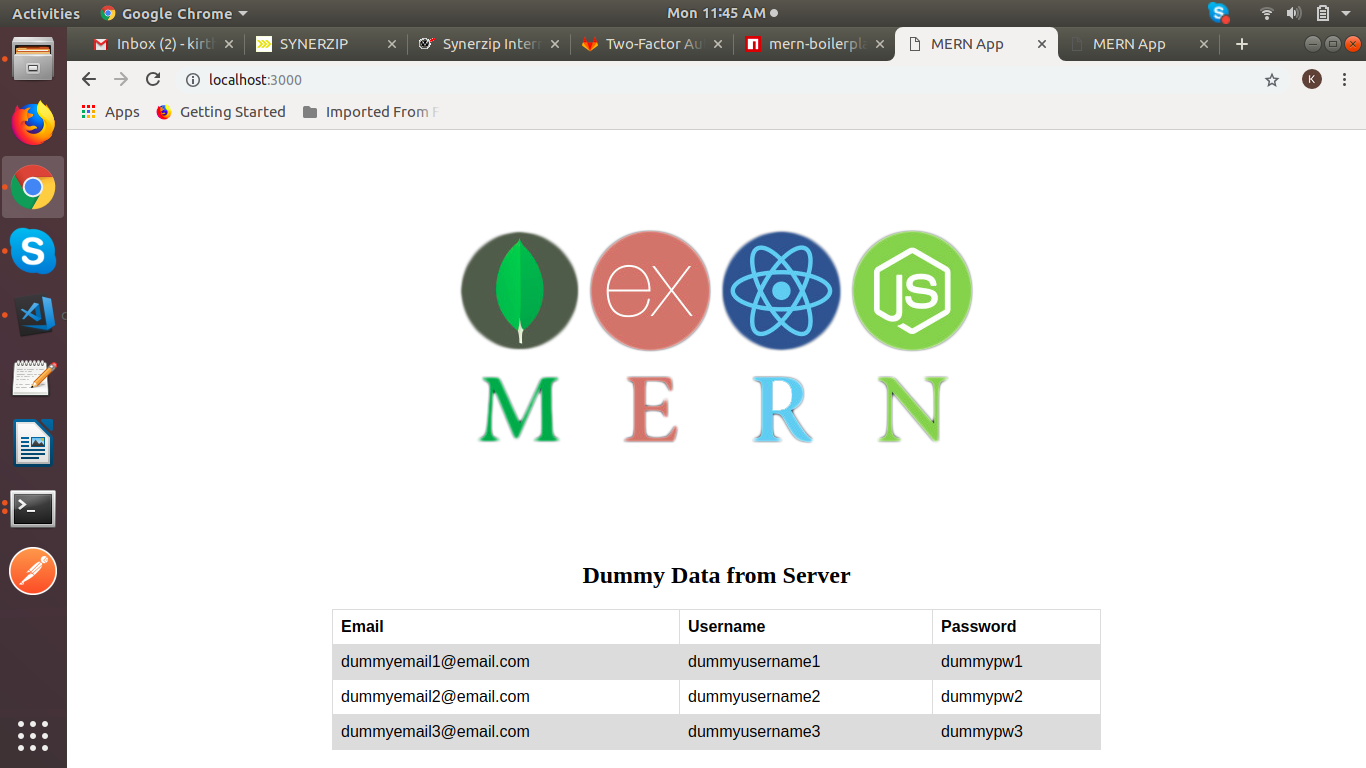 Activities Google Chrome Mon 11:45 AM
Inbox (2) - kirth SYNERZIP Synerzip Inter Two-Factor Au mern-boilerpla MERN App MERN App
localhost:3000 K
Apps Getting Started Imported From F
ex JS
M E R N
Dummy Data from Server
Email Username Password
dummyemail1@email.com dummyusername1 dummypw1
dummyemail2@email.com dummyusername2 dummypw2
dummyemail3@email.com dummyusername3 dummypw3